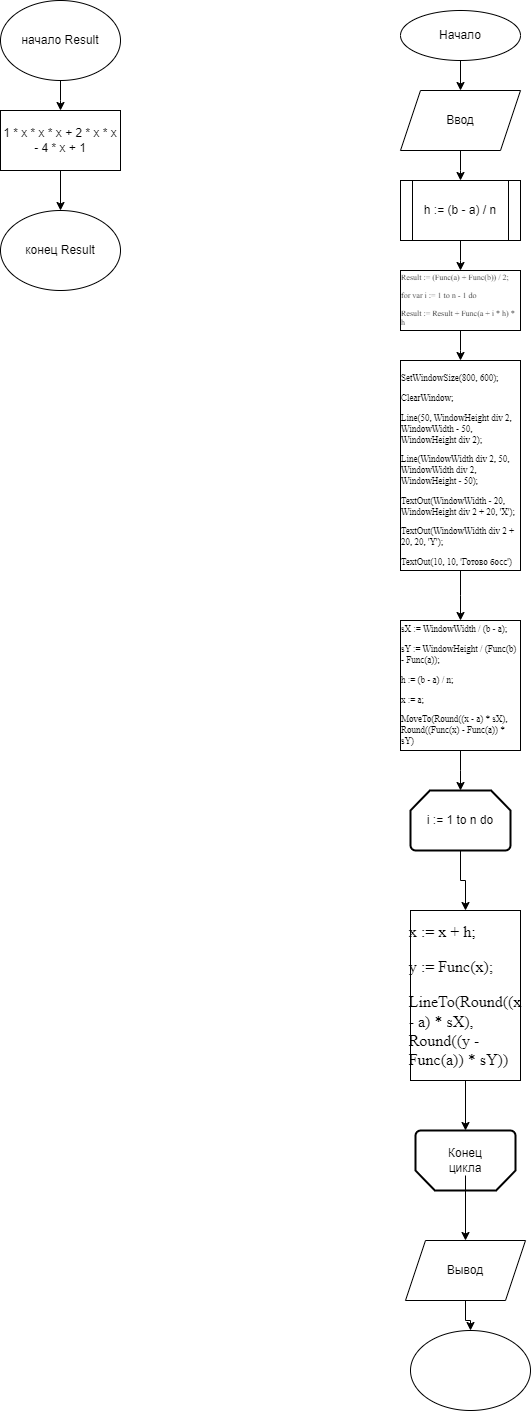 начало Result
1 * x * x * x + 2 * x * x
- 4 * x + 1
конец Result
Начало
Ввод
h := (b - a) / n
Result := (Func(a) + Func(b)) / 2;
for var i := 1 to n - 1 do
Result := Result + Func(a + i * h) *
h
SetWindowSize(800, 600);
ClearWindow;
Line(50, WindowHeight div 2,
WindowWidth - 50,
WindowHeight div 2);
Line(WindowWidth div 2, 50,
WindowWidth div 2,
WindowHeight - 50);
TextOut(WindowWidth - 20,
WindowHeight div 2 + 20, 'X');
TextOut(WindowWidth div 2 +
20, 20, 'Y');
TextOut(10, 10, 'Готово босс')
sX := WindowWidth / (b - a);
sY := WindowHeight / (Func(b)
- Func(a));
h := (b - a) / n;
x := a;
MoveTo(Round((x - a) * sX),
Round((Func(x) - Func(a)) *
sY)
i := 1 to n do
x := x + h;
y := Func(x);
LineTo(Round((x
- a) * sX),
Round((y -
Func(a)) * sY))
Конец
цикла
Вывод